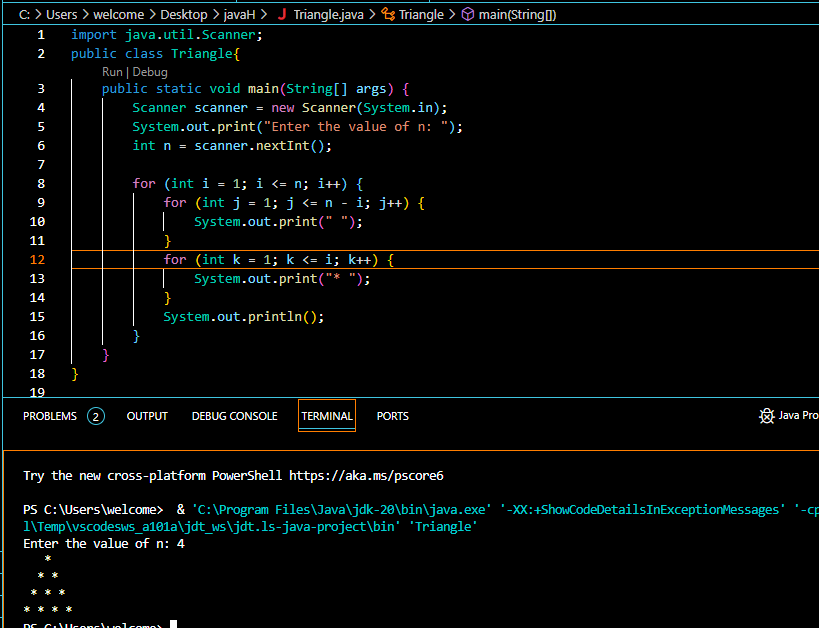 C: > Users > welcome > Desktop > javaH > J Triangle.java > Triangle > main(String[])
1 import java.util.Scanner;
2 public class Triangle{
Run | Debug
3 public static void main(String[] args) {
4 Scanner scanner = new Scanner(System.in);
5 System.out.print("Enter the value of n: ");
6 int n = scanner.nextInt();
7
8 for (int i = 1; i <= n; i++) {
9 for (int j = 1; j <= n - i; j++) {
10 System.out.print(" ");
11 }
12 for (int k = 1; k <= i; k++) {
13 System.out.print("* ");
14 }
15 System.out.println();
16 }
17 }
18 }
19
PROBLEMS 2 OUTPUT DEBUG CONSOLE TERMINAL PORTS Java Pro
Try the new cross-platform PowerShell https://aka.ms/pscore6
PS C:\Users\welcome> & 'C:\Program Files\Java\jdk-20\bin\java.exe' '-XX:+ShowCodeDetailsInExceptionMessages' '-cp
l\Temp\vscodesws_a101a\jdt_ws\jdt.ls-java-project\bin' 'Triangle'
Enter the value of n: 4
*
* *
* * *
* * * *
PS C:\Users\welcome>